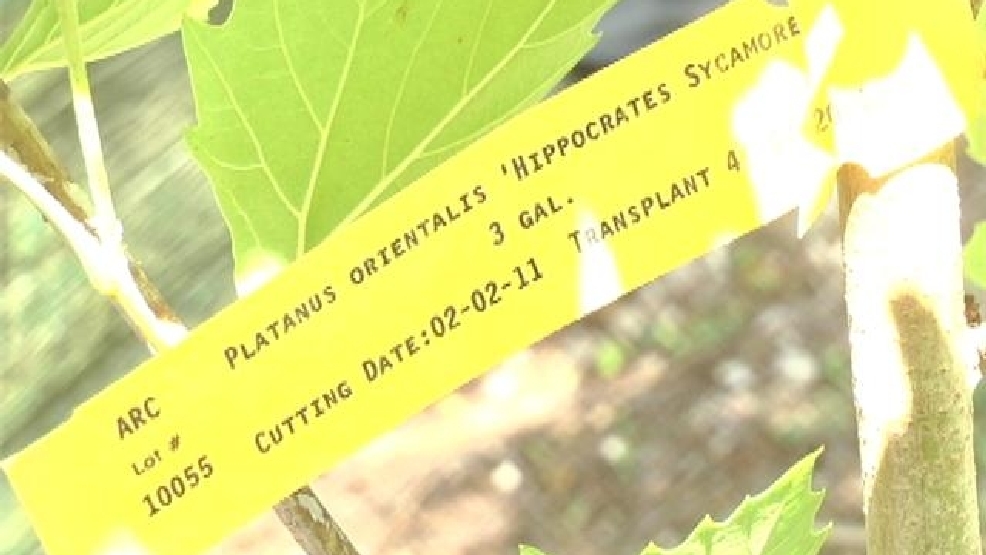 PLATANUS ORIENTALIS 'HIPPOCRATES SYCAMORE
ARC 3 GAL.
Lot #
10055 CUTTING DATE:02-02-11 TRANSPLANT 4